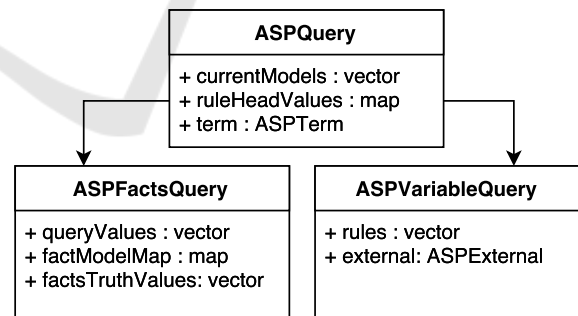 ASPQuery
+ currentModels : vector
+ ruleHeadValues : map
+ term : ASPTerm
ASPFactsQuery
+ queryValues : vector
+ factModelMap : map
+ factsTruthValues: vector
ASPVariableQuery
+ rules : vector
+ external: ASPExternal